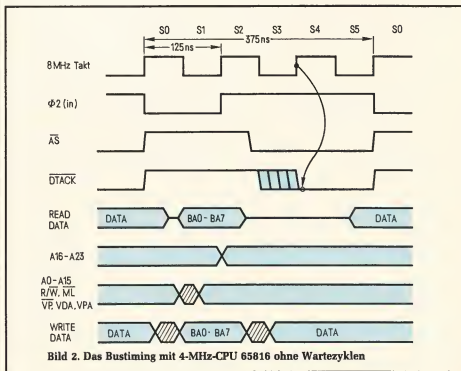 S0 S1 S2 S3 S4 S5 S0
375ns
125ns
8MHz Takt
Φ2 (in)
AS
DTACK
READ DATA BA0-BA7 DATA
DATA
A16-A23
A0-A15
R/W, ML
VP, VDA, VPA
WRITE DATA BA0-BA7 DATA
DATA
Bild 2. Das Bustiming mit 4-MHz-CPU 65816 ohne Wartezyklen